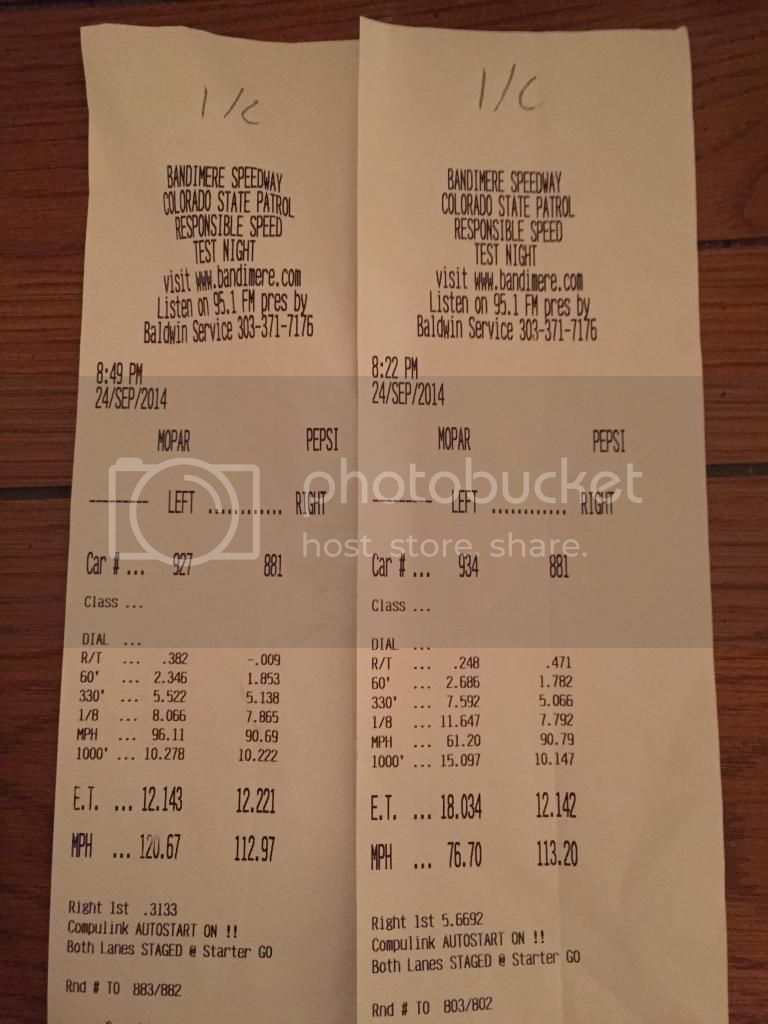 1/c
BANDIMERE SPEEDWAY
COLORADO STATE PATROL
RESPONSIBLE SPEED
TEST NIGHT
visit www.bandimere.com
Listen on 95.1 FM pres by
Baldwin Service 303-371-7176
8:49 PM
24/SEP/2014
MOPAR PEPSI
--------- LEFT ............ RIGHT
Car # ... 927 881
Class ...
DIAL ...
R/T ... .382 -.009
60' ... 2.346 1.853
330' ... 5.522 5.138
1/8 ... 8.066 7.865
MPH ... 96.11 90.69
1000' ... 10.278 10.222
E.T. ... 12.143 12.221
MPH ... 120.67 112.97
Right 1st .3133
Compulink AUTOSTART ON !!
Both Lanes STAGED @ Starter GO
Rnd # TO 883/882
1/C
BANDIMERE SPEEDWAY
COLORADO STATE PATROL
RESPONSIBLE SPEED
TEST NIGHT
visit www.bandimere.com
Listen on 95.1 FM pres by
Baldwin Service 303-371-7176
8:22 PM
24/SEP/2014
MOPAR PEPSI
--------- LEFT ............ RIGHT
Car # ... 934 881
Class ...
DIAL ...
R/T ... .248 .471
60' ... 2.686 1.782
330' ... 7.592 5.066
1/8 ... 11.647 7.792
MPH ... 61.20 90.79
1000' ... 15.097 10.147
E.T. ... 18.034 12.142
MPH ... 76.70 113.20
Right 1st 5.6692
Compulink AUTOSTART ON !!
Both Lanes STAGED @ Starter GO
Rnd # TO 803/802
photobucket
host. store. share.